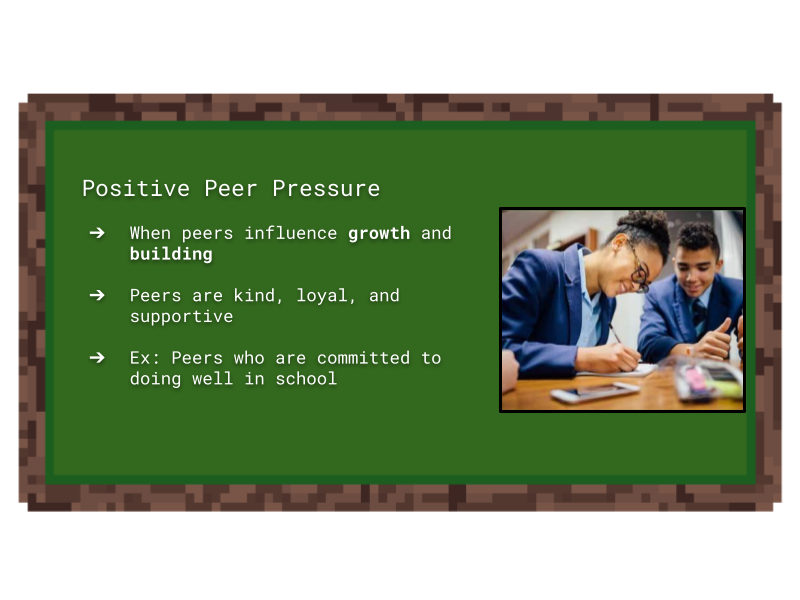 Positive Peer Pressure
➔ When peers influence growth and
building
➔ Peers are kind, loyal, and
supportive
➔ Ex: Peers who are committed to
doing well in school